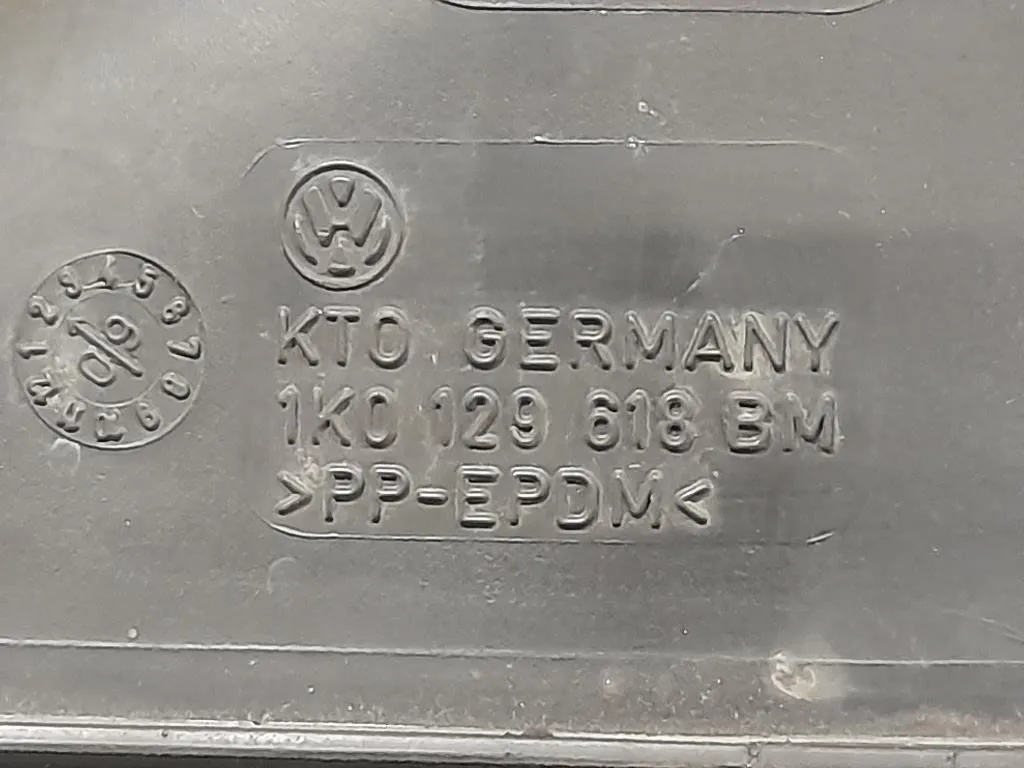 KTO GERMANY
1K0 129 618 BM
>PP-EPDM<